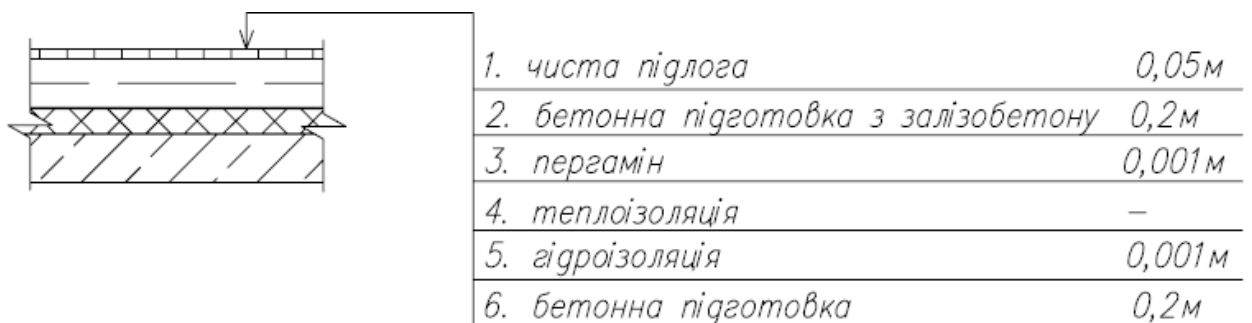 1. чиста підлога 0,05м
2. бетонна підготовка з залізобетону 0,2м
3. пергамін 0,001м
4. теплоізоляція –
5. гідроізоляція 0,001м
6. бетонна підготовка 0,2м